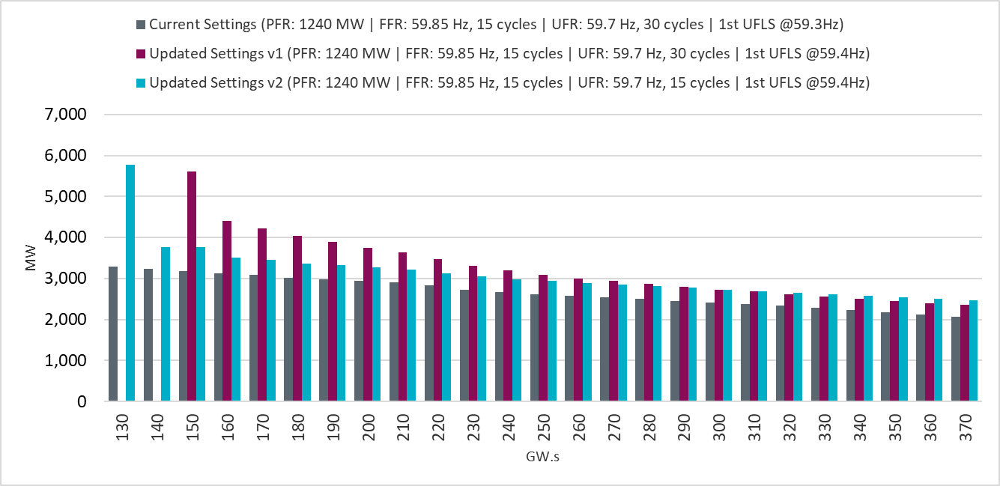 Current Settings (PFR: 1240 MW | FFR: 59.85 Hz, 15 cycles | UFR: 59.7 Hz, 30 cycles | 1st UFLS @59.3Hz)
Updated Settings v1 (PFR: 1240 MW | FFR: 59.85 Hz, 15 cycles | UFR: 59.7 Hz, 30 cycles | 1st UFLS @59.4Hz)
Updated Settings v2 (PFR: 1240 MW | FFR: 59.85 Hz, 15 cycles | UFR: 59.7 Hz, 15 cycles | 1st UFLS @59.4Hz)
7,000
6,000
5,000
4,000
3,000
2,000
1,000
0
MW
130 140 150 160 170 180 190 200 210 220 230 240 250 260 270 280 290 300 310 320 330 340 350 360 370
GW.s